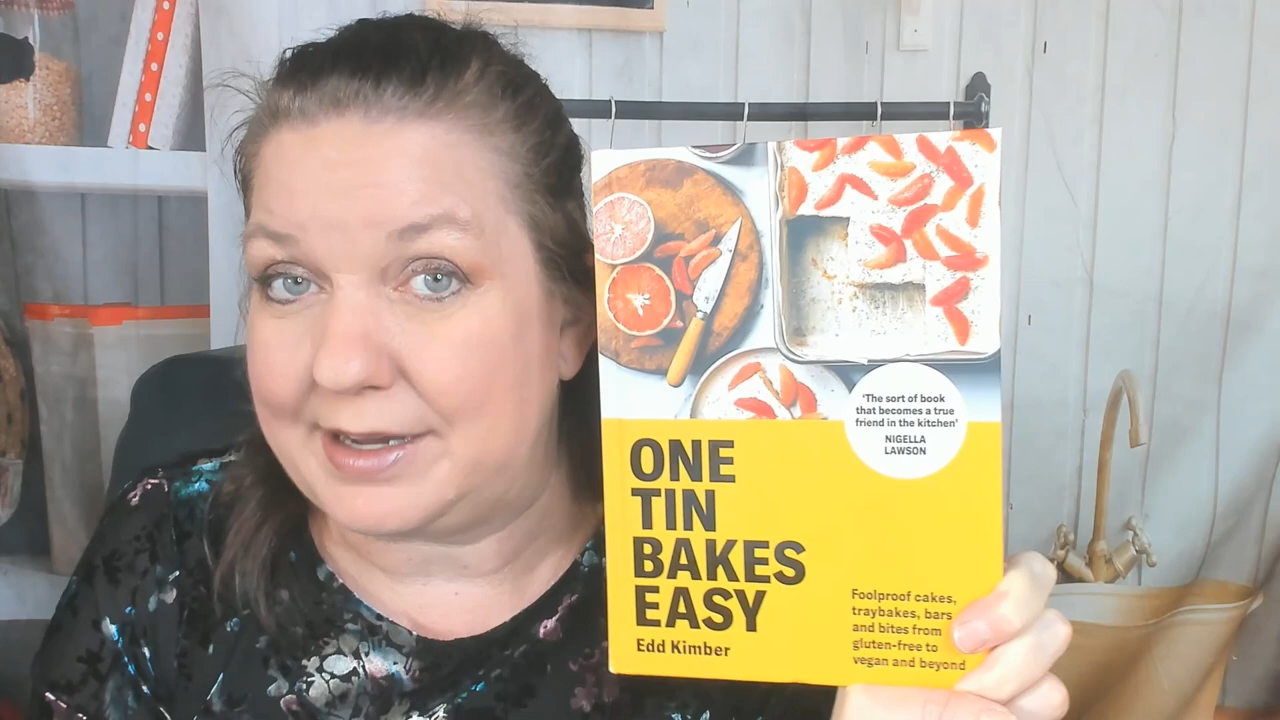 ‘The sort of book
that becomes a true
friend in the kitchen’
NIGELLA
LAWSON
ONE
TIN
BAKES
EASY
Edd Kimber
Foolproof cakes,
traybakes, bars
and bites from
gluten-free to
vegan and beyond